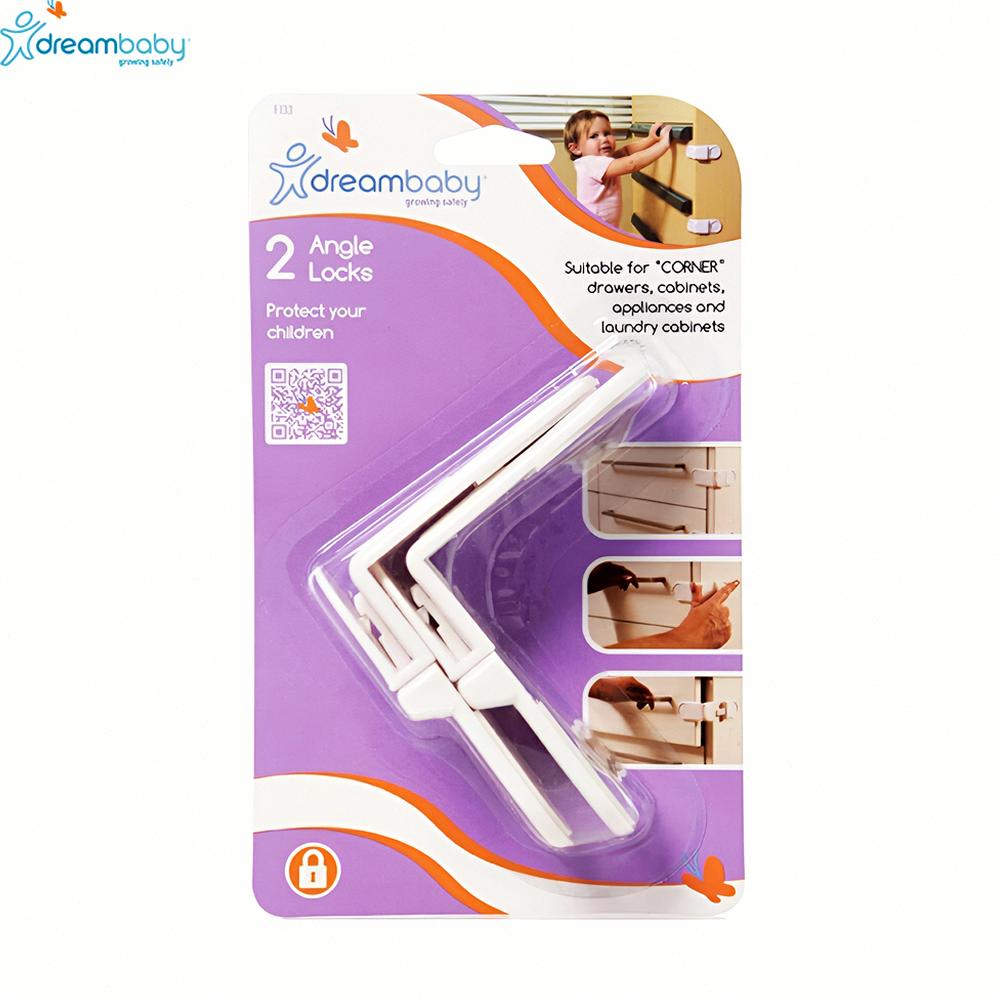 dreambaby
growing safely
F133
dreambaby
growing safely
2 Angle
Locks
Protect your
children
Suitable for "CORNER"
drawers, cabinets,
appliances and
laundry cabinets